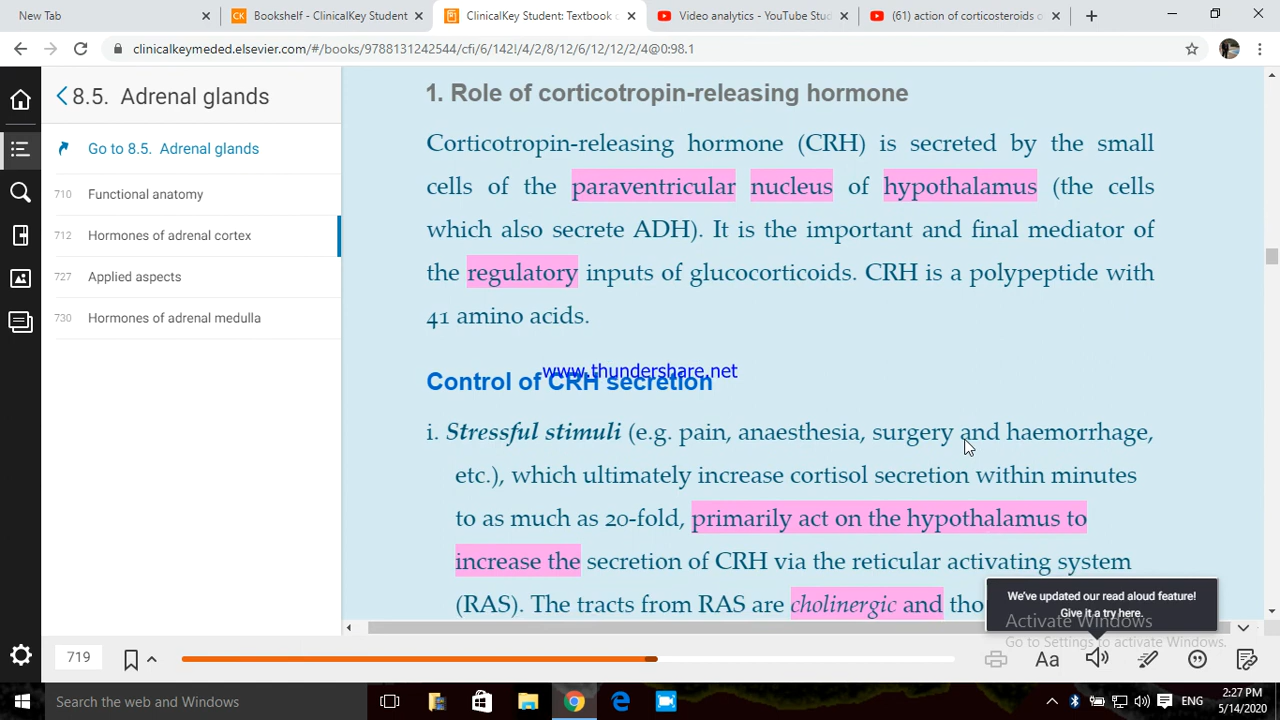 New Tab
Bookshelf - ClinicalKey Student
ClinicalKey Student: Textbook
Video analytics - YouTube Stud
(61) action of corticosteroids o
clinicalkeymeded.elsevier.com/#/books/9788131242544/cfi/6/142!/4/2/8/12/6/12/12/2/4@0:98.1
8.5. Adrenal glands
Go to 8.5. Adrenal glands
710 Functional anatomy
712 Hormones of adrenal cortex
727 Applied aspects
730 Hormones of adrenal medulla
1. Role of corticotropin-releasing hormone
Corticotropin-releasing hormone (CRH) is secreted by the small
cells of the paraventricular nucleus of hypothalamus (the cells
which also secrete ADH). It is the important and final mediator of
the regulatory inputs of glucocorticoids. CRH is a polypeptide with
41 amino acids.
www.thundershare.net
Control of CRH secretion
i. Stressful stimuli (e.g. pain, anaesthesia, surgery and haemorrhage,
etc.), which ultimately increase cortisol secretion within minutes
to as much as 20-fold, primarily act on the hypothalamus to
increase the secretion of CRH via the reticular activating system
(RAS). The tracts from RAS are cholinergic and tho
We've updated our read aloud feature!
Give it a try here.
Activate Windows
Go to Settings to activate Windows.
719
Aa
Search the web and Windows
ENG
2:27 PM
5/14/2020